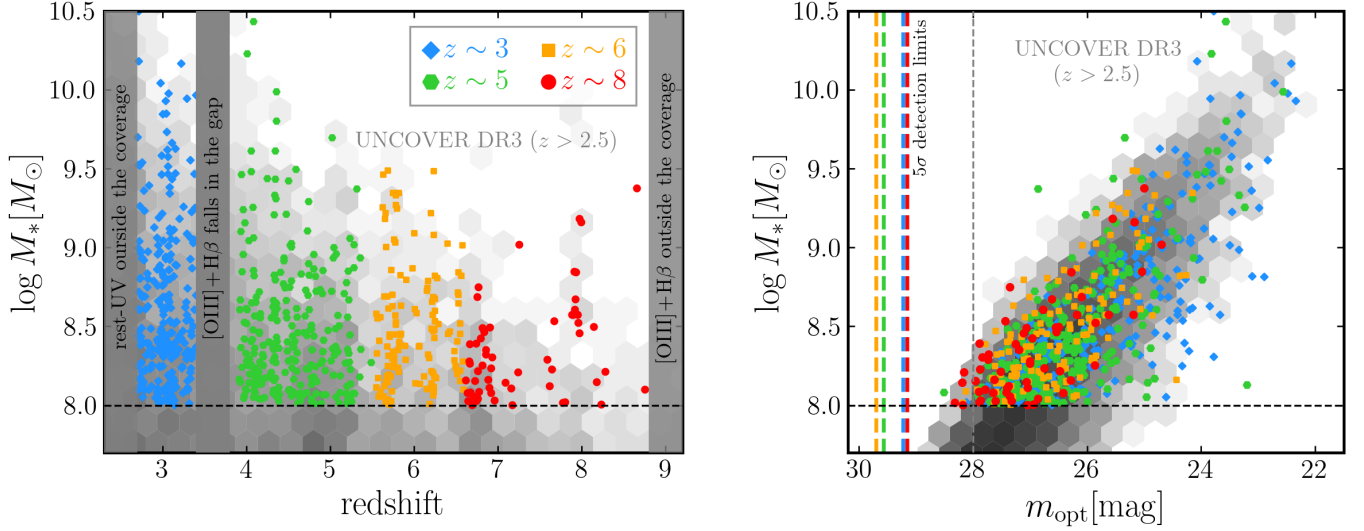 10.5
10.0
9.5
9.0
8.5
8.0
log M∗[M⊙]
rest-UV ouside the coverage
[OIII]+Hβ falls in the gap
z ∼ 3
z ∼ 6
z ∼ 5
z ∼ 8
UNCOVER DR3 (z > 2.5)
[OII]+Hβ outside the coverage
3 4 5 6 7 8 9
redshift
10.5
10.0
9.5
9.0
8.5
8.0
log M∗[M⊙]
5σ detection limits
UNCOVER DR3
(z > 2.5)
30 28 26 24 22
mopt[mag]